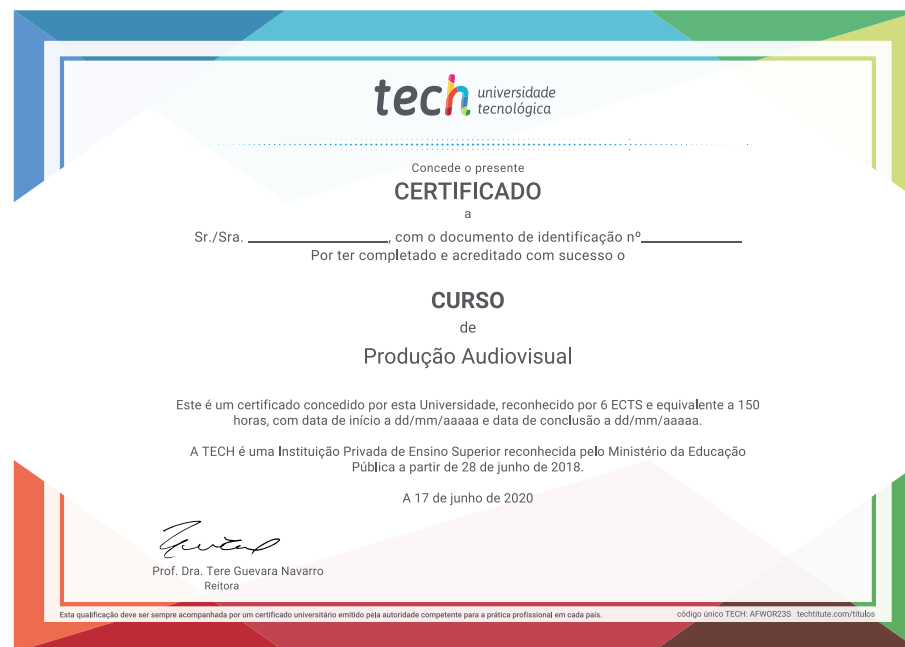 tech universidade
tecnológica
Concede o presente
CERTIFICADO
a
Sr./Sra. ____________________, com o documento de identificação nº______________
Por ter completado e acreditado com sucesso o
CURSO
de
Produção Audiovisual
Este é um certificado concedido por esta Universidade, reconhecido por 6 ECTS e equivalente a 150
horas, com data de início a dd/mm/aaaaa e data de conclusão a dd/mm/aaaaa.
A TECH é uma Instituição Privada de Ensino Superior reconhecida pelo Ministério da Educação
Pública a partir de 28 de junho de 2018.
A 17 de junho de 2020
Prof. Dra. Tere Guevara Navarro
Reitora
Esta qualificação deve ser sempre acompanhada por um certificado universitário emitido pela autoridade competente para a prática profissional em cada país.
código único TECH: AFWOR23S techtitute.com/titulos